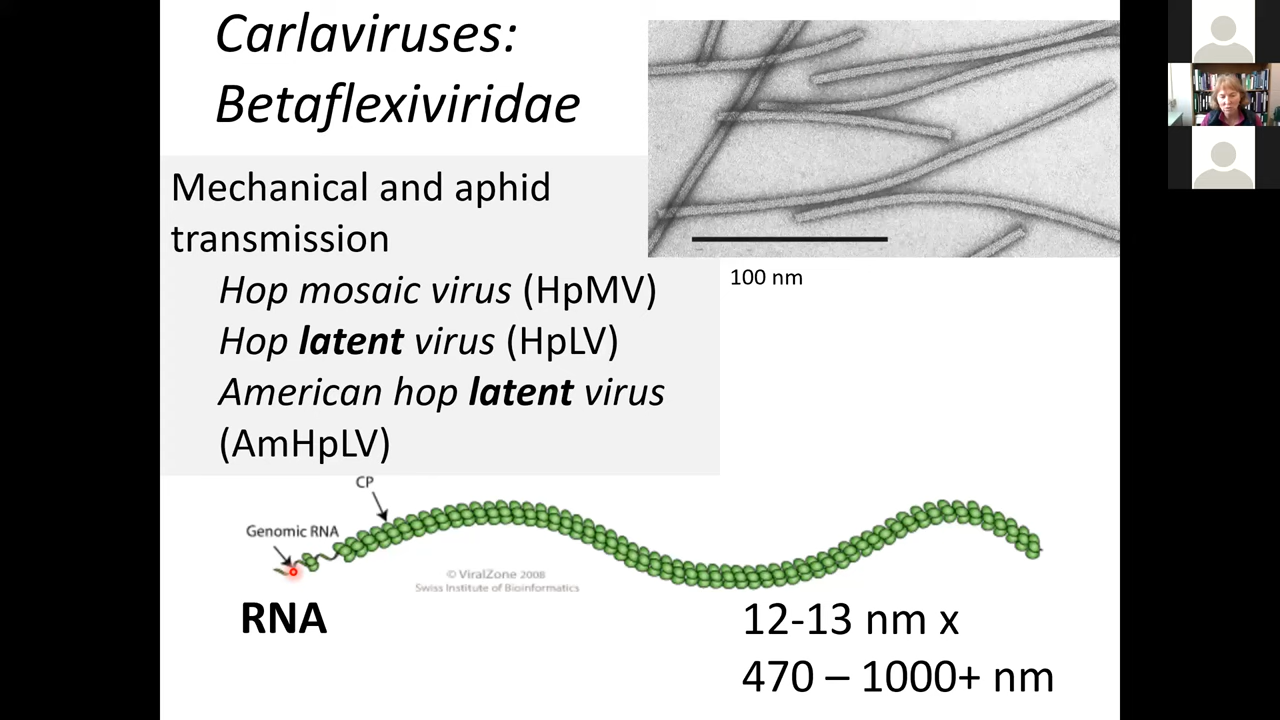 Carlaviruses:
Betaflexiviridae
Mechanical and aphid
transmission
Hop mosaic virus (HpMV)
Hop latent virus (HpLV)
American hop latent virus
(AmHpLV)
100 nm
CP
Genomic RNA
© ViralZone 2008
Swiss Institute of Bioinformatics
RNA
12-13 nm x
470 – 1000+ nm